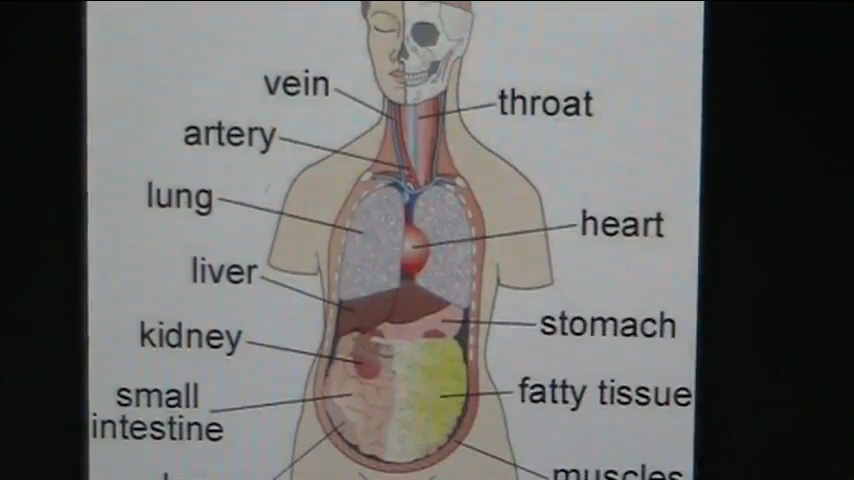 vein
throat
artery
lung
heart
liver
stomach
kidney
fatty tissue
small
intestine
muscles